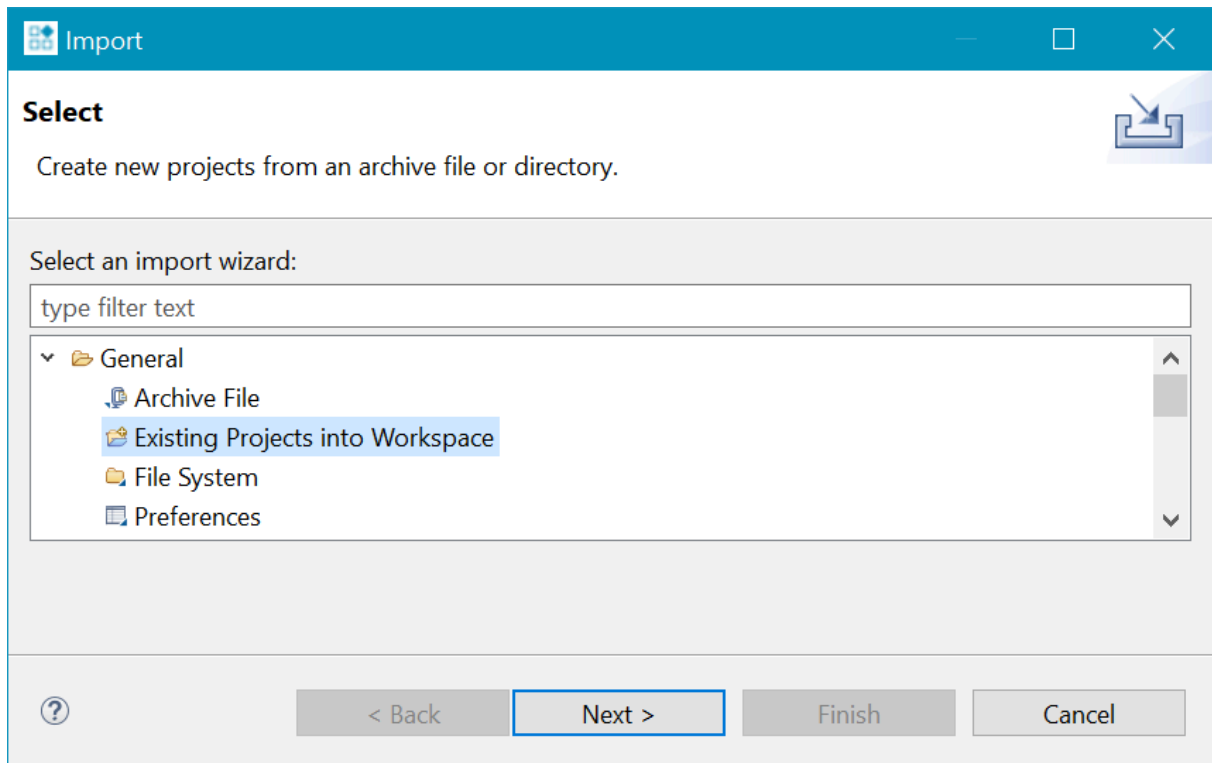 Import
Select
Create new projects from an archive file or directory.
Select an import wizard:
type filter text
General
Archive File
Existing Projects into Workspace
File System
Preferences
?
< Back
Next >
Finish
Cancel